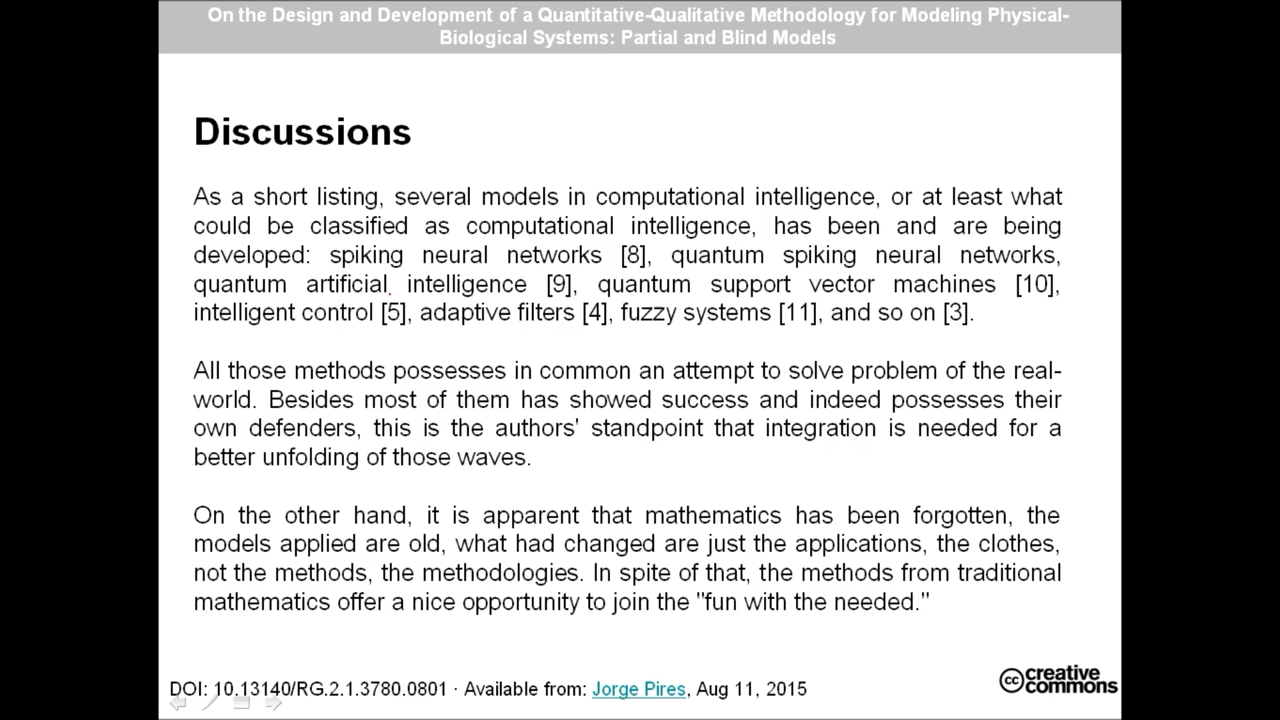 On the Design and Development of a Quantitative-Qualitative Methodology for Modeling Physical-
Biological Systems: Partial and Blind Models
Discussions
As a short listing, several models in computational intelligence, or at least what
could be classified as computational intelligence, has been and are being
developed: spiking neural networks [8], quantum spiking neural networks,
quantum artificial intelligence [9], quantum support vector machines [10],
intelligent control [5], adaptive filters [4], fuzzy systems [11], and so on [3].
All those methods possesses in common an attempt to solve problem of the real-
world. Besides most of them has showed success and indeed possesses their
own defenders, this is the authors' standpoint that integration is needed for a
better unfolding of those waves.
On the other hand, it is apparent that mathematics has been forgotten, the
models applied are old, what had changed are just the applications, the clothes,
not the methods, the methodologies. In spite of that, the methods from traditional
mathematics offer a nice opportunity to join the "fun with the needed."
DOI: 10.13140/RG.2.1.3780.0801 · Available from: Jorge Pires, Aug 11, 2015
cc creative
commons